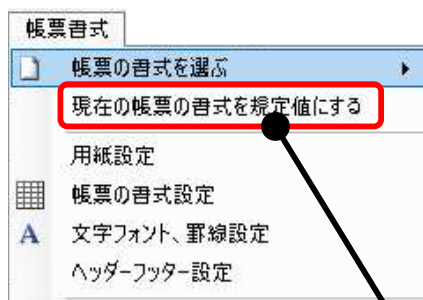 帳票書式
帳票の書式を選ぶ
現在の帳票の書式を規定値にする
用紙設定
帳票の書式設定
文字フォント、罫線設定
ヘッダーフッター設定